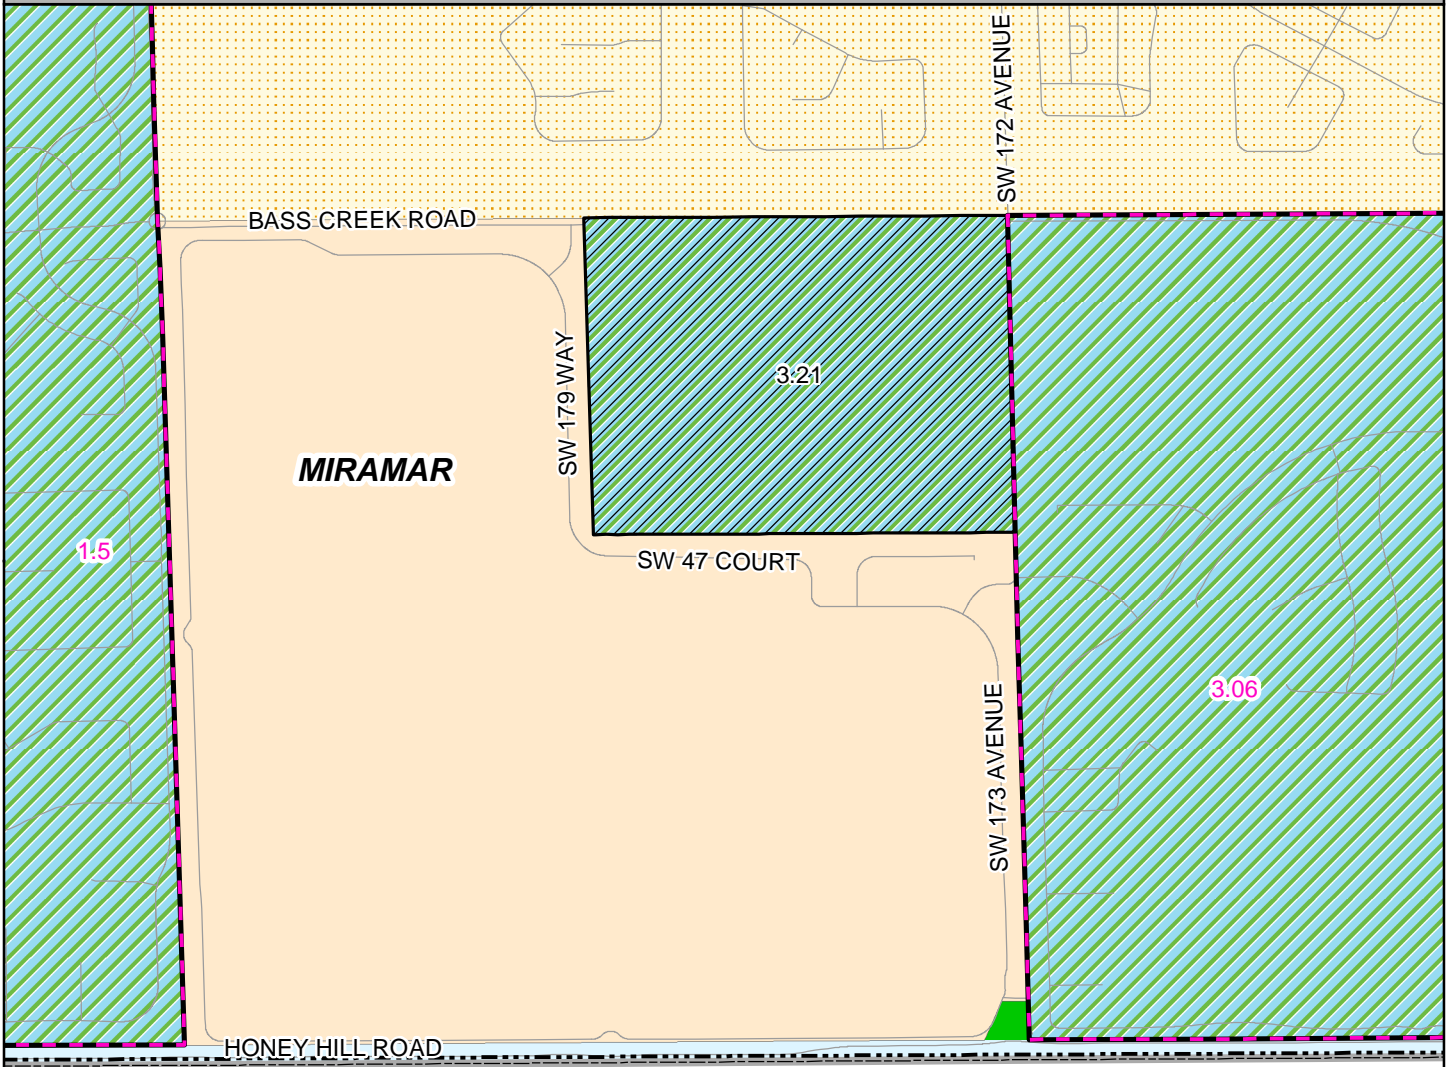 SW 172 AVENUE
BASS CREEK ROAD
SW 179 WAY
3.21
MIRAMAR
1.5
SW 47 COURT
3.06
SW 173 AVENUE
HONEY HILL ROAD